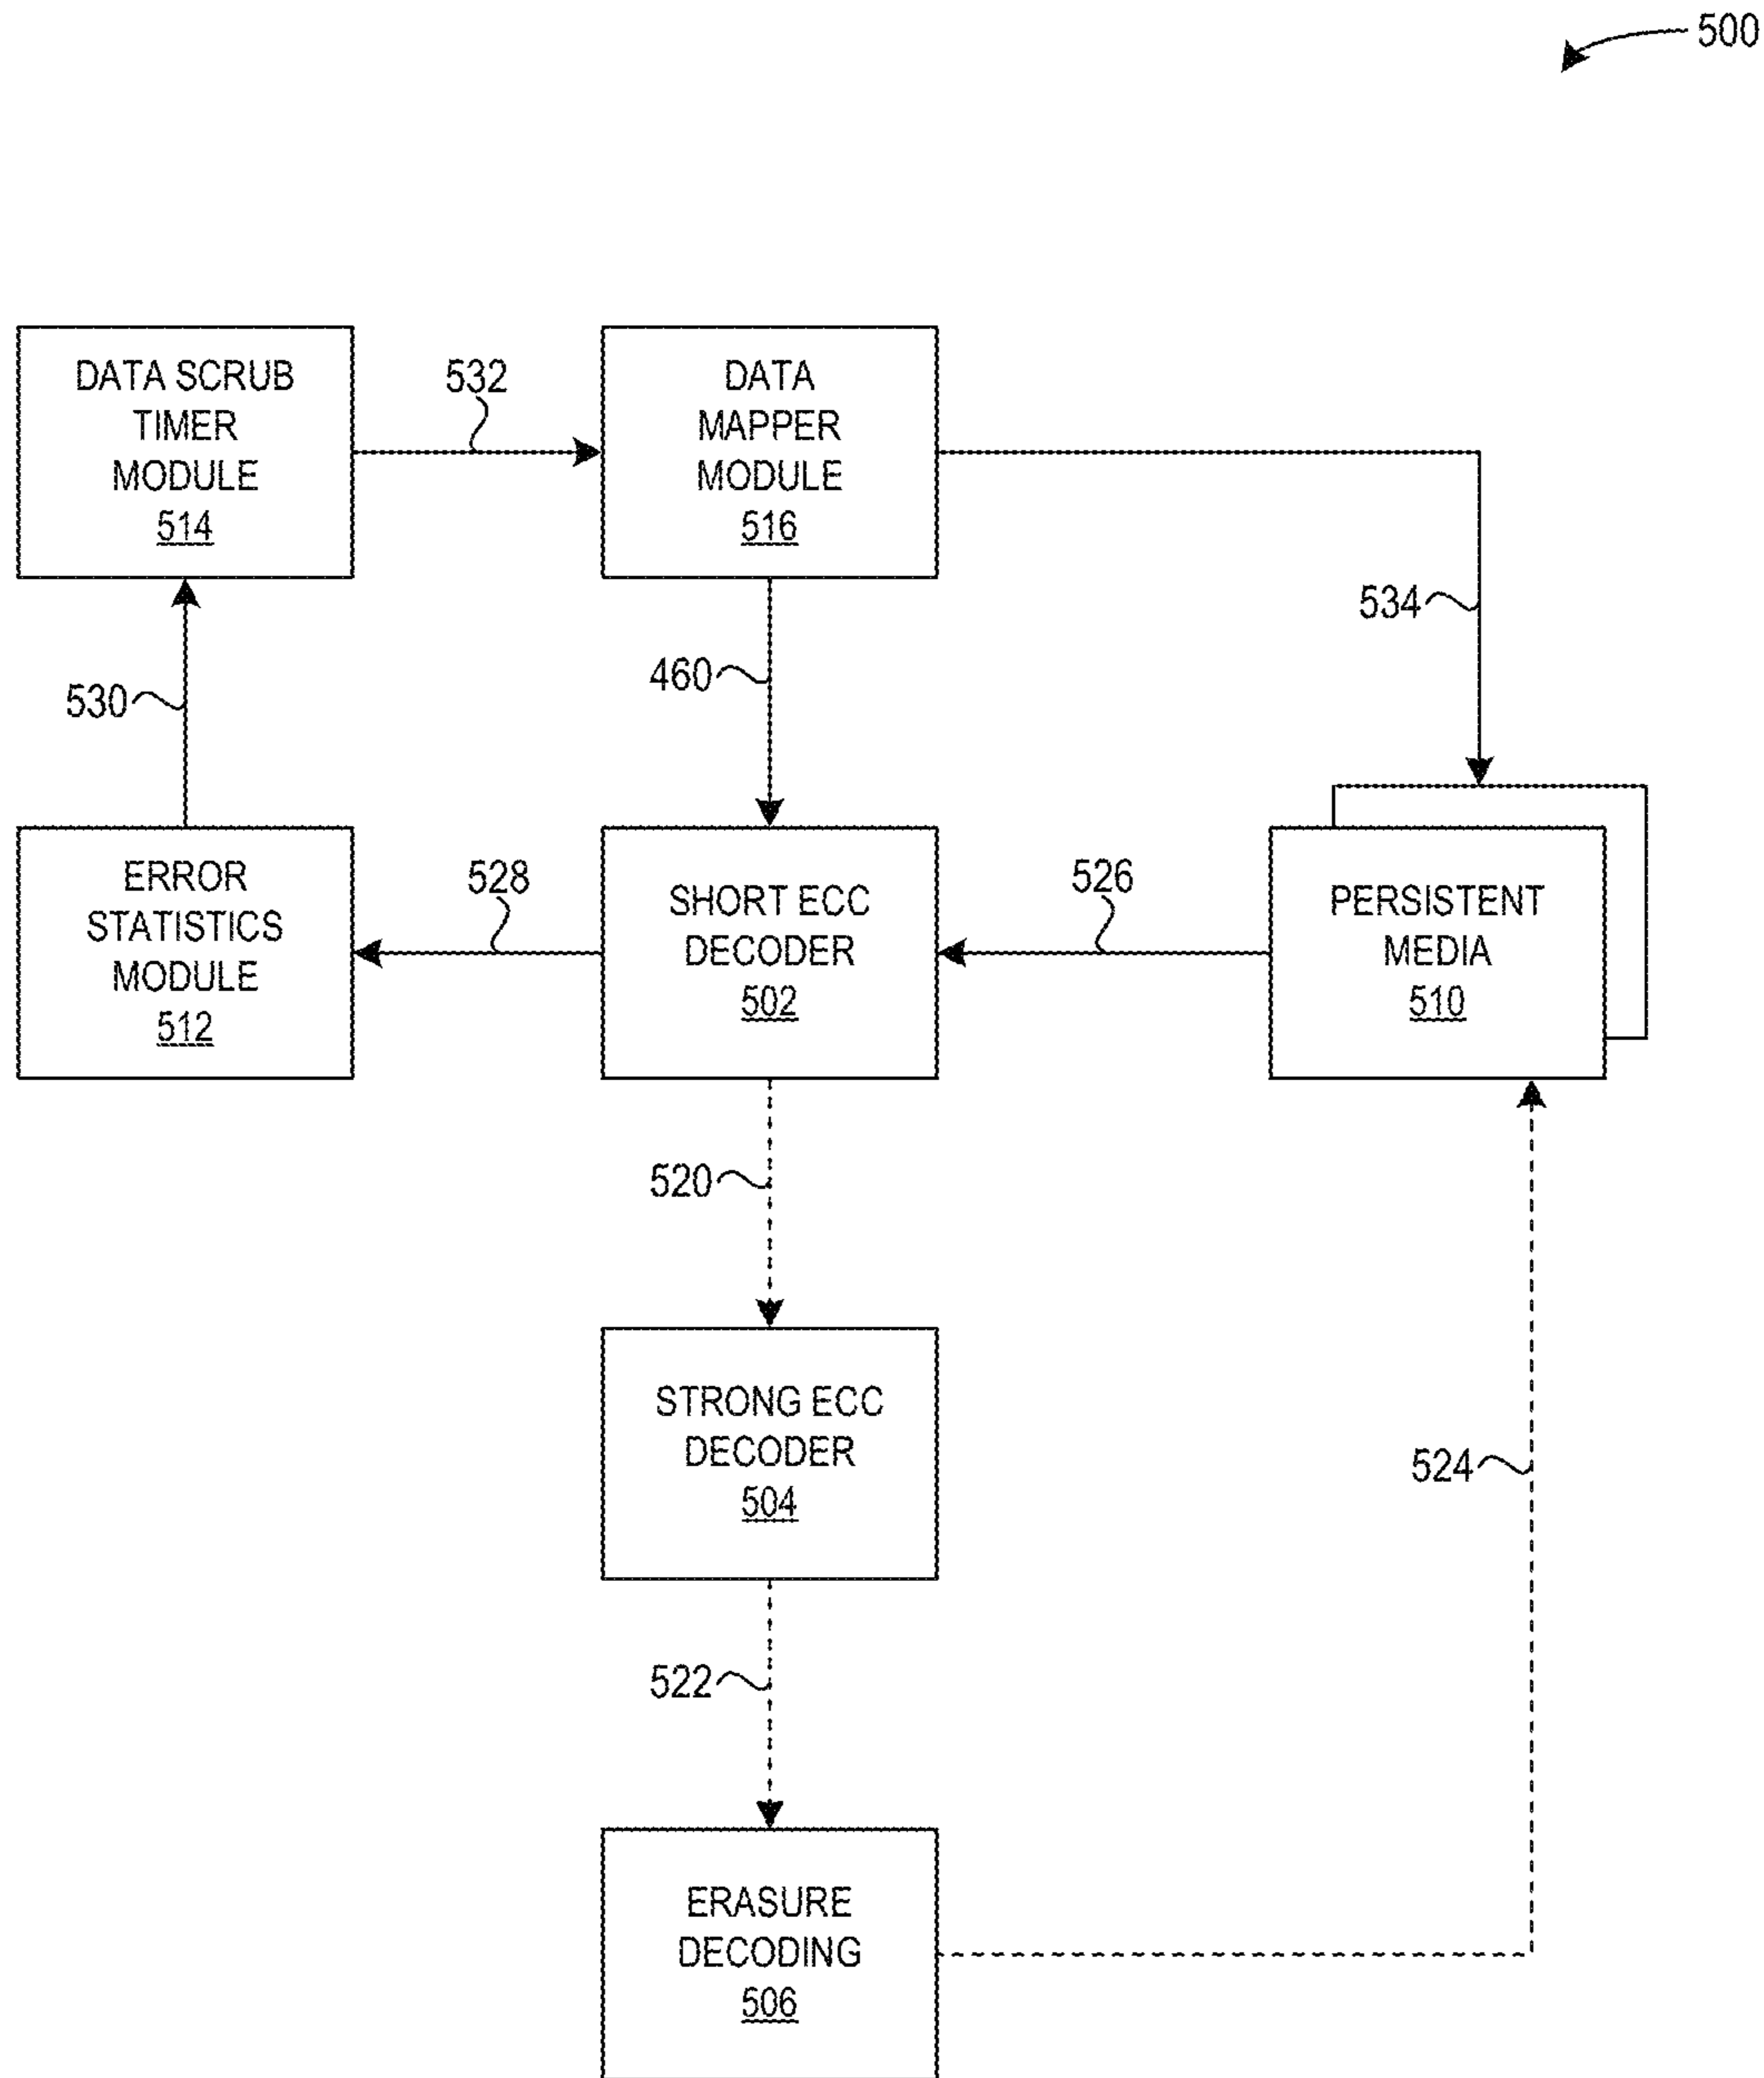 500
DATA SCRUB
TIMER
MODULE
514
532
DATA
MAPPER
MODULE
516
534
530
460
ERROR
STATISTICS
MODULE
512
528
SHORT ECC
DECODER
502
526
PERSISTENT
MEDIA
510
520
STRONG ECC
DECODER
504
524
522
ERASURE
DECODING
506